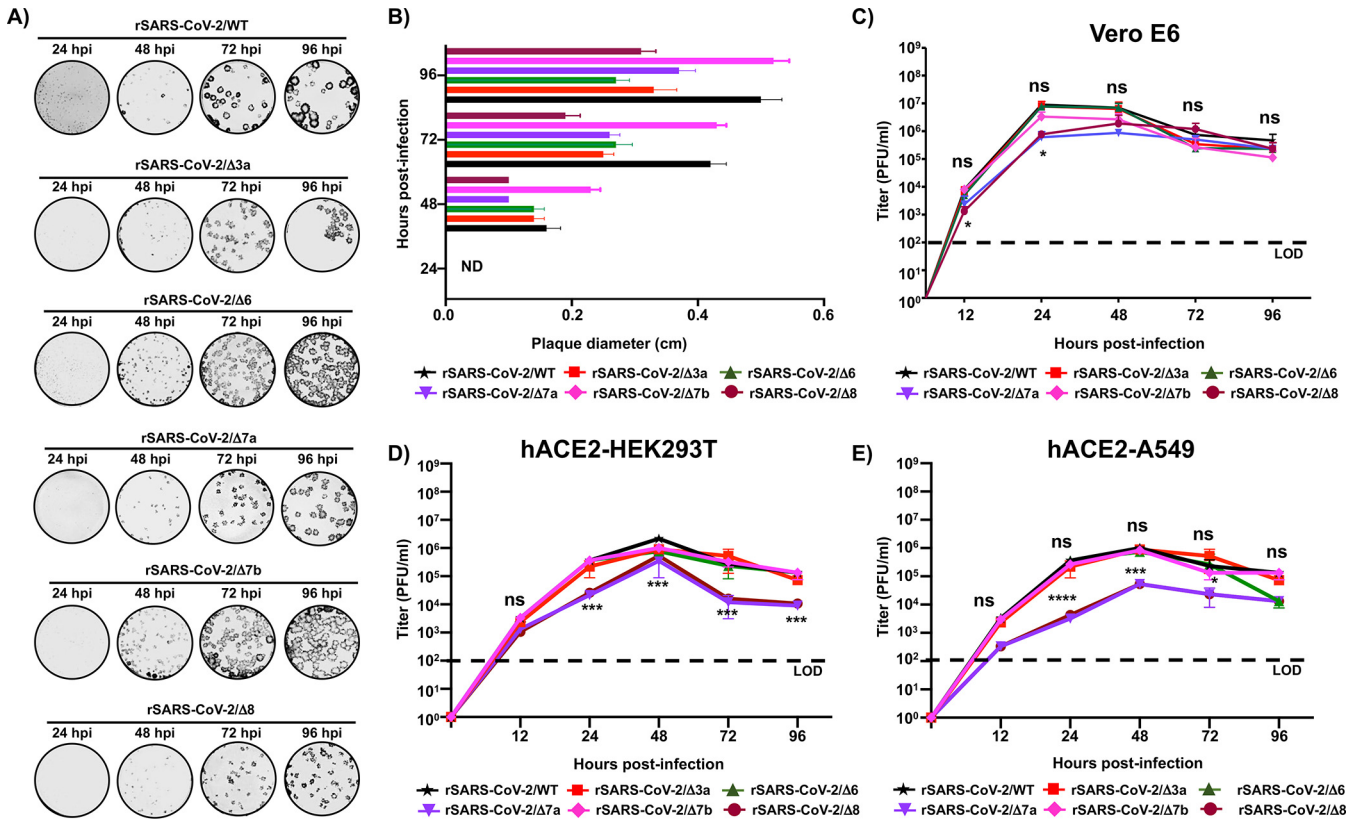 A)
rSARS-CoV-2/WT
24 hpi 48 hpi 72 hpi 96 hpi
rSARS-CoV-2/Δ3a
24 hpi 48 hpi 72 hpi 96 hpi
rSARS-CoV-2/Δ6
24 hpi 48 hpi 72 hpi 96 hpi
rSARS-CoV-2/Δ7a
24 hpi 48 hpi 72 hpi 96 hpi
rSARS-CoV-2/Δ7b
24 hpi 48 hpi 72 hpi 96 hpi
rSARS-CoV-2/Δ8
24 hpi 48 hpi 72 hpi 96 hpi
B)
Hours post-infection
96
72
48
24
ND
0.0 0.2 0.4 0.6
Plaque diameter (cm)
rSARS-CoV-2/WT rSARS-CoV-2/Δ3a rSARS-CoV-2/Δ6
rSARS-CoV-2/Δ7a rSARS-CoV-2/Δ7b rSARS-CoV-2/Δ8
C)
Vero E6
Titer (PFU/ml)
10⁹
10⁸
10⁷
10⁶
10⁵
10⁴
10³
10²
10¹
10⁰
ns ns ns ns ns
* *
LOD
12 24 48 72 96
Hours post-infection
rSARS-CoV-2/WT rSARS-CoV-2/Δ3a rSARS-CoV-2/Δ6
rSARS-CoV-2/Δ7a rSARS-CoV-2/Δ7b rSARS-CoV-2/Δ8
D)
hACE2-HEK293T
Titer (PFU/ml)
10⁹
10⁸
10⁷
10⁶
10⁵
10⁴
10³
10²
10¹
10⁰
ns *** *** *** ***
LOD
12 24 48 72 96
Hours post-infection
rSARS-CoV-2/WT rSARS-CoV-2/Δ3a rSARS-CoV-2/Δ6
rSARS-CoV-2/Δ7a rSARS-CoV-2/Δ7b rSARS-CoV-2/Δ8
E)
hACE2-A549
Titer (PFU/ml)
10⁹
10⁸
10⁷
10⁶
10⁵
10⁴
10³
10²
10¹
10⁰
ns ns ns ns ns
**** *** *
LOD
12 24 48 72 96
Hours post-infection
rSARS-CoV-2/WT rSARS-CoV-2/Δ3a rSARS-CoV-2/Δ6
rSARS-CoV-2/Δ7a rSARS-CoV-2/Δ7b rSARS-CoV-2/Δ8